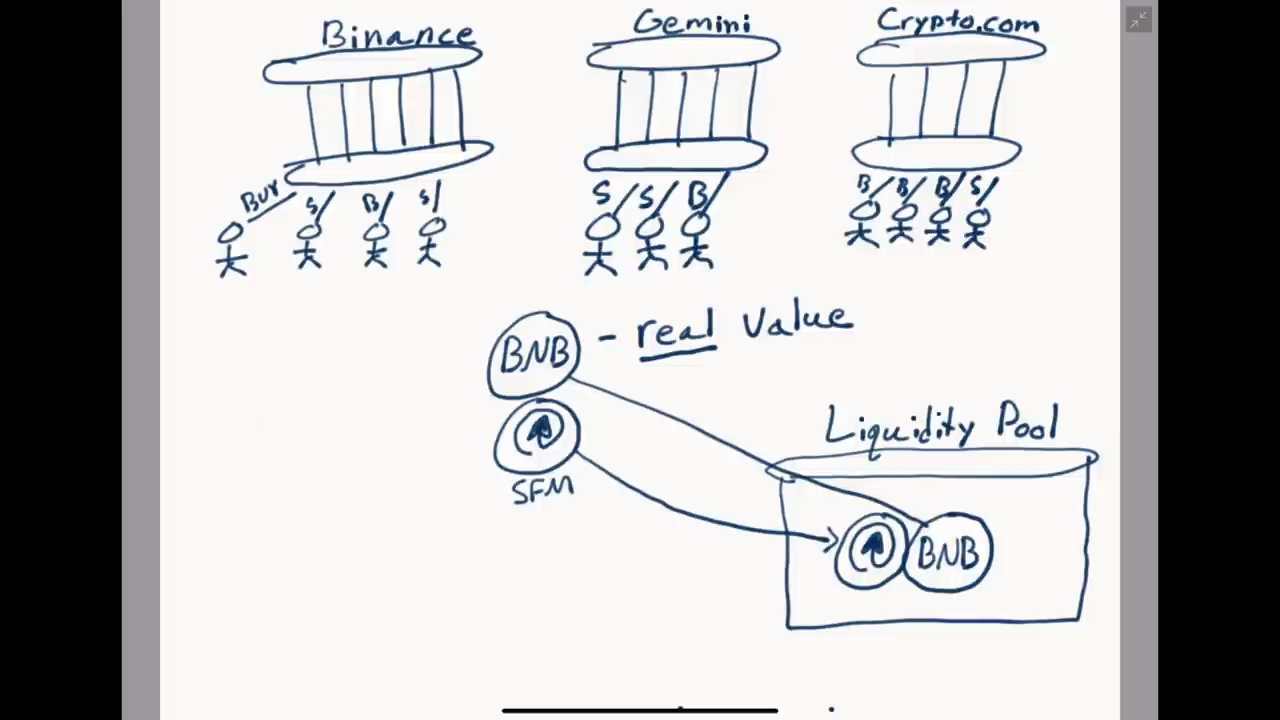 Binance
Gemini
Crypto.com
Buy S B S
S S B
B B B S
BNB - real Value
SFM
Liquidity Pool
BNB